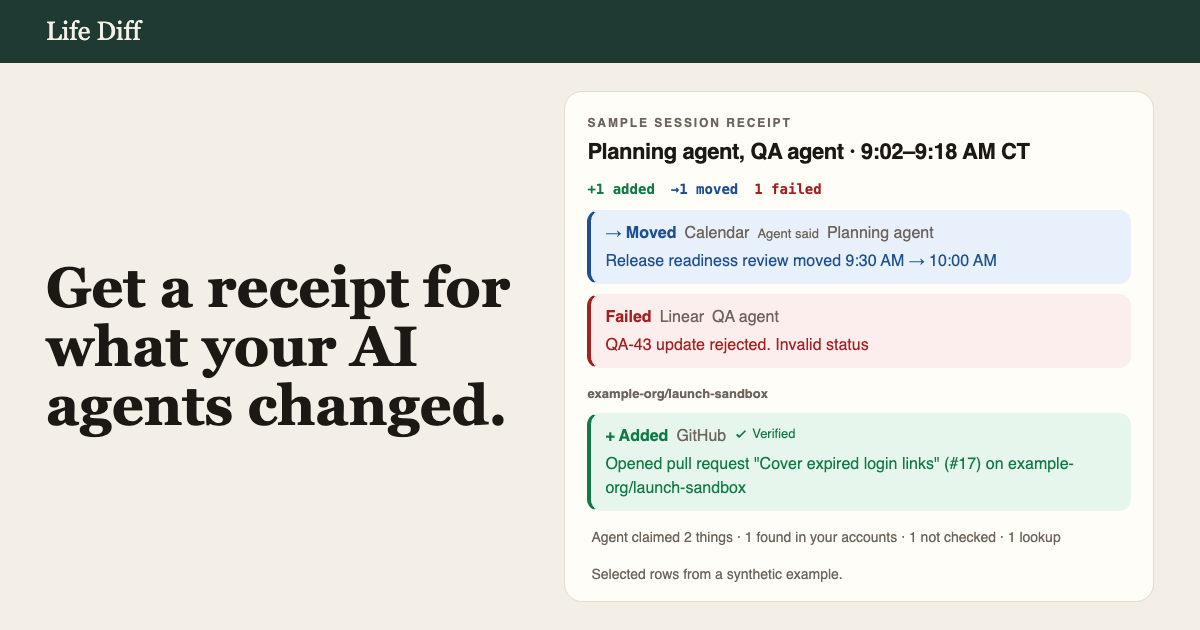 Life Diff
Get a receipt for
what your AI
agents changed.
SAMPLE SESSION RECEIPT
Planning agent, QA agent · 9:02–9:18 AM CT
+1 added →1 moved 1 failed
→ Moved Calendar Agent said Planning agent
Release readiness review moved 9:30 AM → 10:00 AM
Failed Linear QA agent
QA-43 update rejected. Invalid status
example-org/launch-sandbox
+ Added GitHub ✓ Verified
Opened pull request "Cover expired login links" (#17) on example-
org/launch-sandbox
Agent claimed 2 things · 1 found in your accounts · 1 not checked · 1 lookup
Selected rows from a synthetic example.